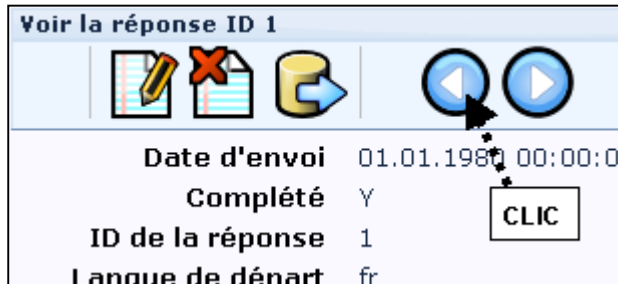 Voir la réponse ID 1
Date d'envoi 01.01.1980 00:00:0
Complété Y
CLIC
ID de la réponse 1
Langue de départ fr